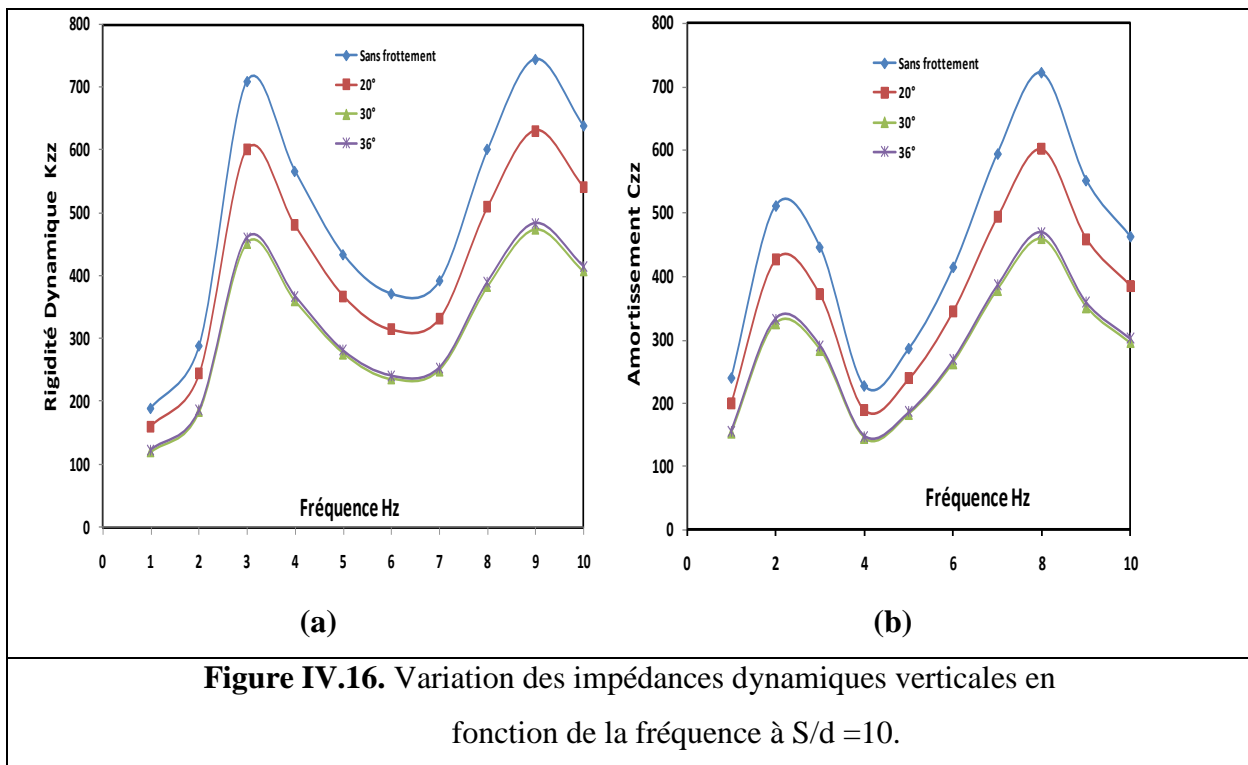 800
700
600
500
400
300
200
100
0
Rigidité Dynamique Kzz
Sans frottement
20°
30°
36°
Fréquence Hz
0 1 2 3 4 5 6 7 8 9 10
(a)
800
700
600
500
400
300
200
100
0
Amortissement Czz
Sans frottement
20°
30°
36°
Fréquence Hz
0 2 4 6 8 10
(b)
Figure IV.16. Variation des impédances dynamiques verticales en
fonction de la fréquence à S/d =10.